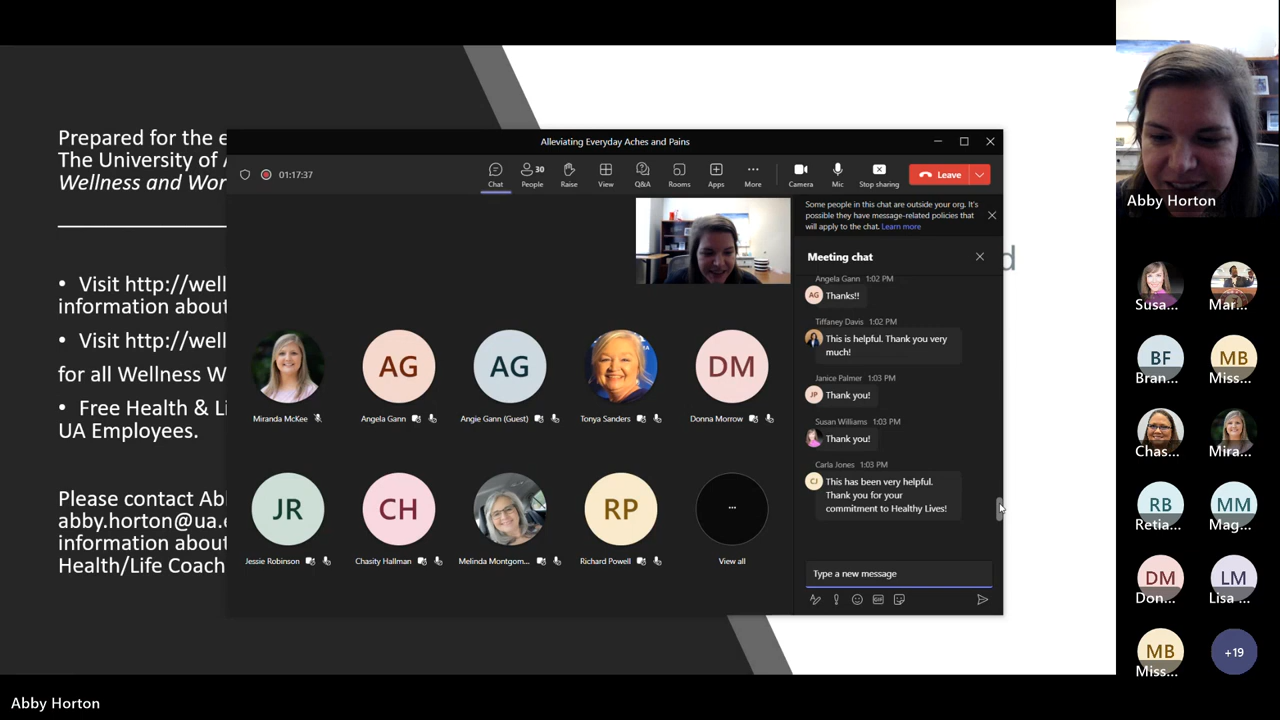 Prepared for the e
The University of A
Wellness and Wor
• Visit http://well
information about
• Visit http://well
for all Wellness W
• Free Health & Li
UA Employees.
Please contact Ab
abby.horton@ua.e
information about
Health/Life Coach
d
Alleviating Everyday Aches and Pains
01:17:37
Chat
30
People
Raise
View
Q&A
Rooms
Apps
More
Camera
Mic
Stop sharing
Leave
Some people in this chat are outside your org. It's
possible they have message-related policies that
will apply to the chat. Learn more
Meeting chat
Angela Gann 1:02 PM
AG Thanks!!
Tiffaney Davis 1:02 PM
This is helpful. Thank you very
much!
Janice Palmer 1:03 PM
JP Thank you!
Susan Williams 1:03 PM
Thank you!
Carla Jones 1:03 PM
CJ This has been very helpful.
Thank you for your
commitment to Healthy Lives!
Type a new message
GIF
Miranda McKee
AG
Angela Gann
AG
Angie Gann (Guest)
Tonya Sanders
DM
Donna Morrow
JR
Jessie Robinson
CH
Chasity Hallman
Melinda Montgom...
RP
Richard Powell
...
View all
Abby Horton
Susa...
Mar...
BF
Bran...
MB
Miss...
Chas...
Mira...
RB
Retia...
MM
Mag...
DM
Don...
LM
Lisa ...
MB
Miss...
+19
Abby Horton